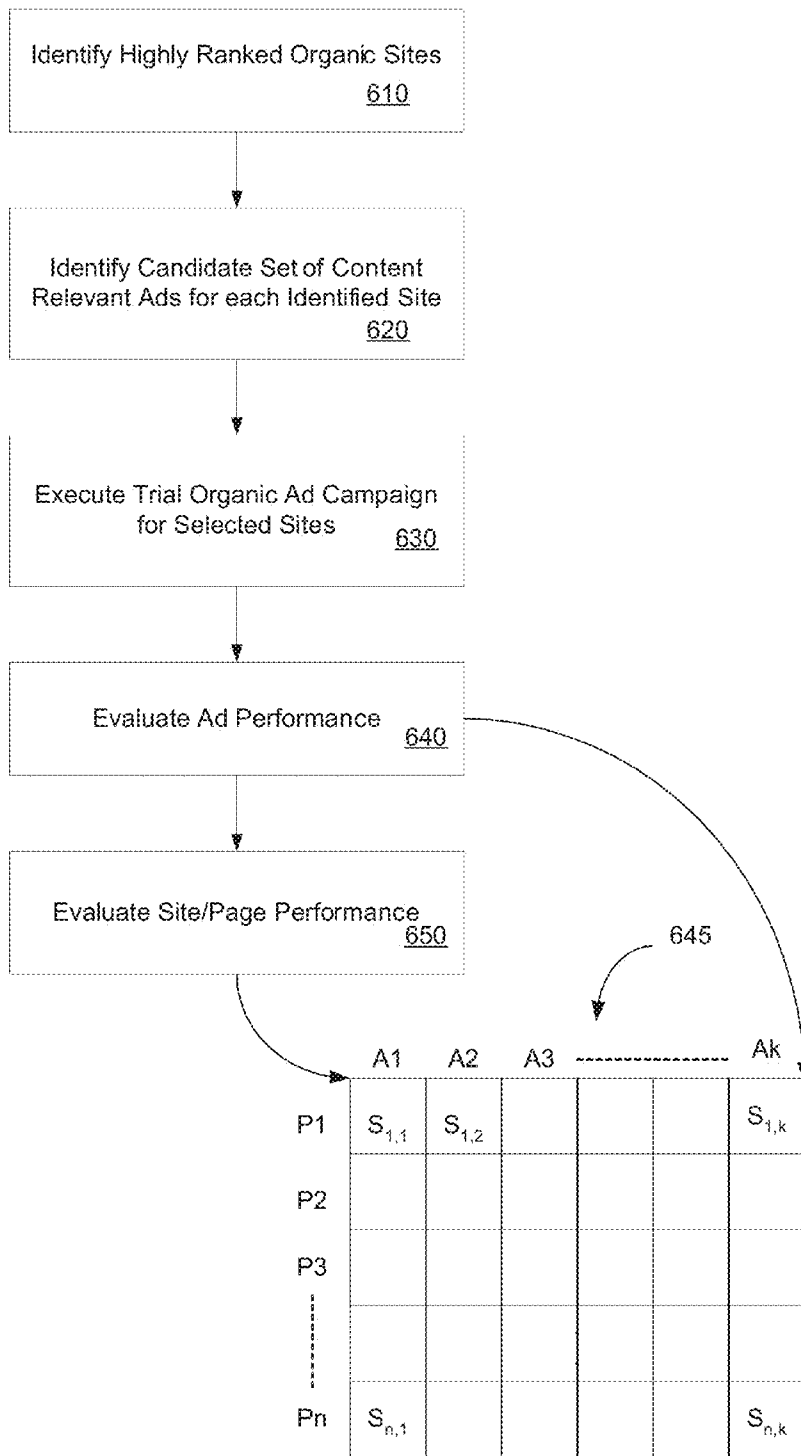 Identify Highly Ranked Organic Sites
610
Identify Candidate Set of Content
Relevant Ads for each Identified Site
620
Execute Trial Organic Ad Campaign
for Selected Sites
630
Evaluate Ad Performance
640
Evaluate Site/Page Performance
650
645
A1 A2 A3 Ak
P1 S1,1 S1,2 S1,k
P2
P3
Pn Sn,1 Sn,k